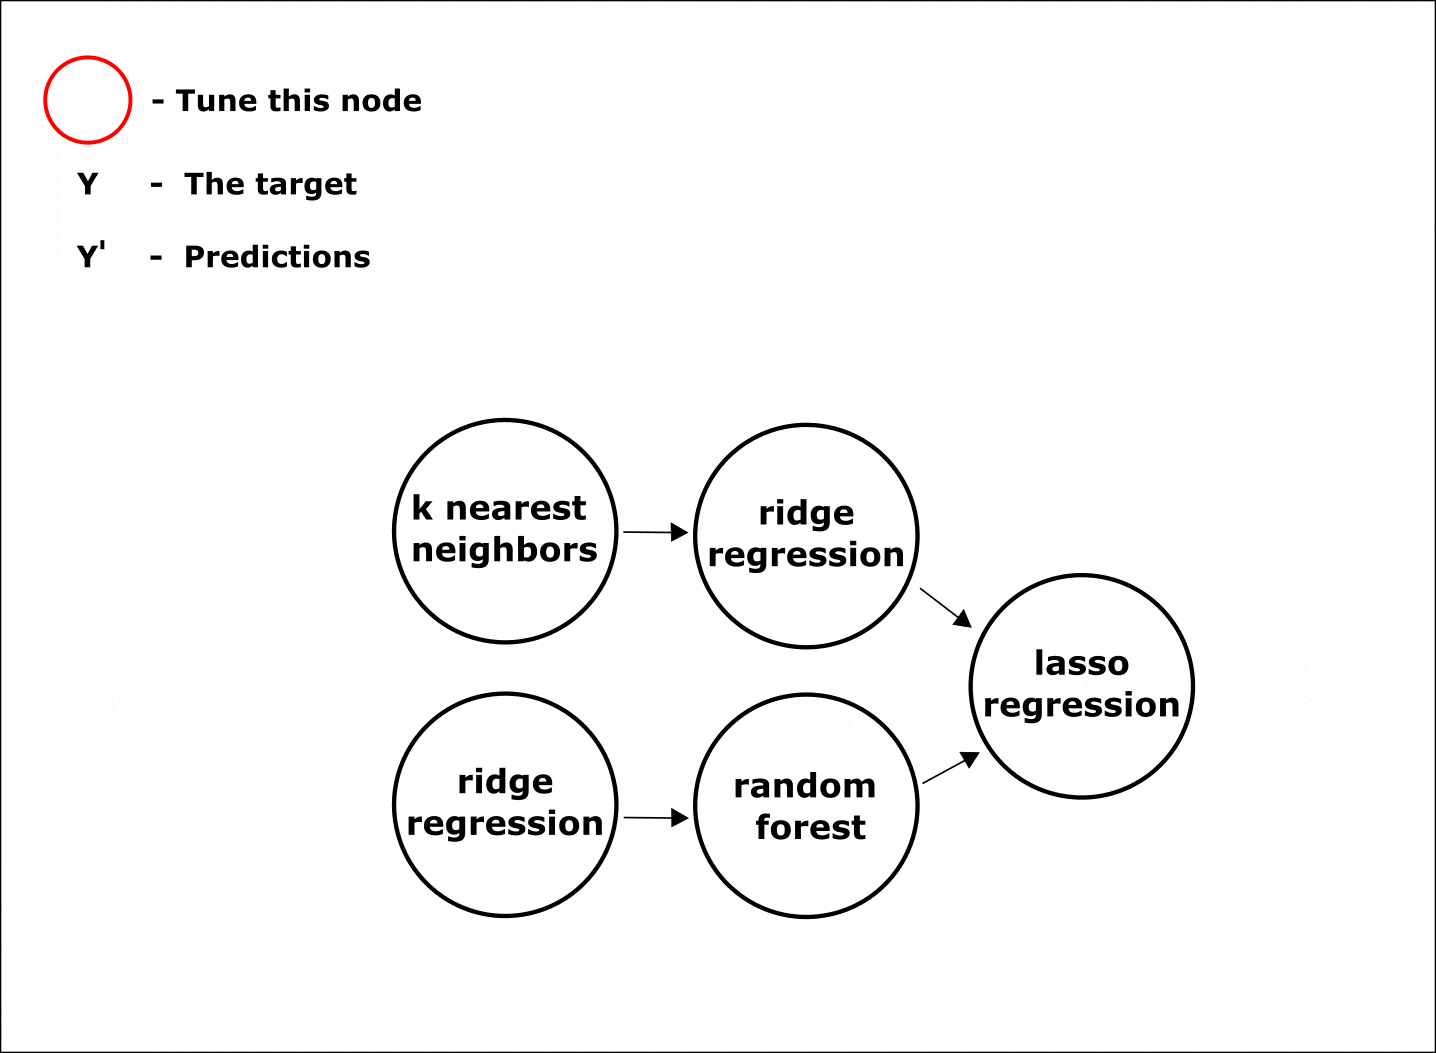 - Tune this node
Y - The target
Y' - Predictions
k nearest
neighbors
ridge
regression
lasso
regression
ridge
regression
random
forest